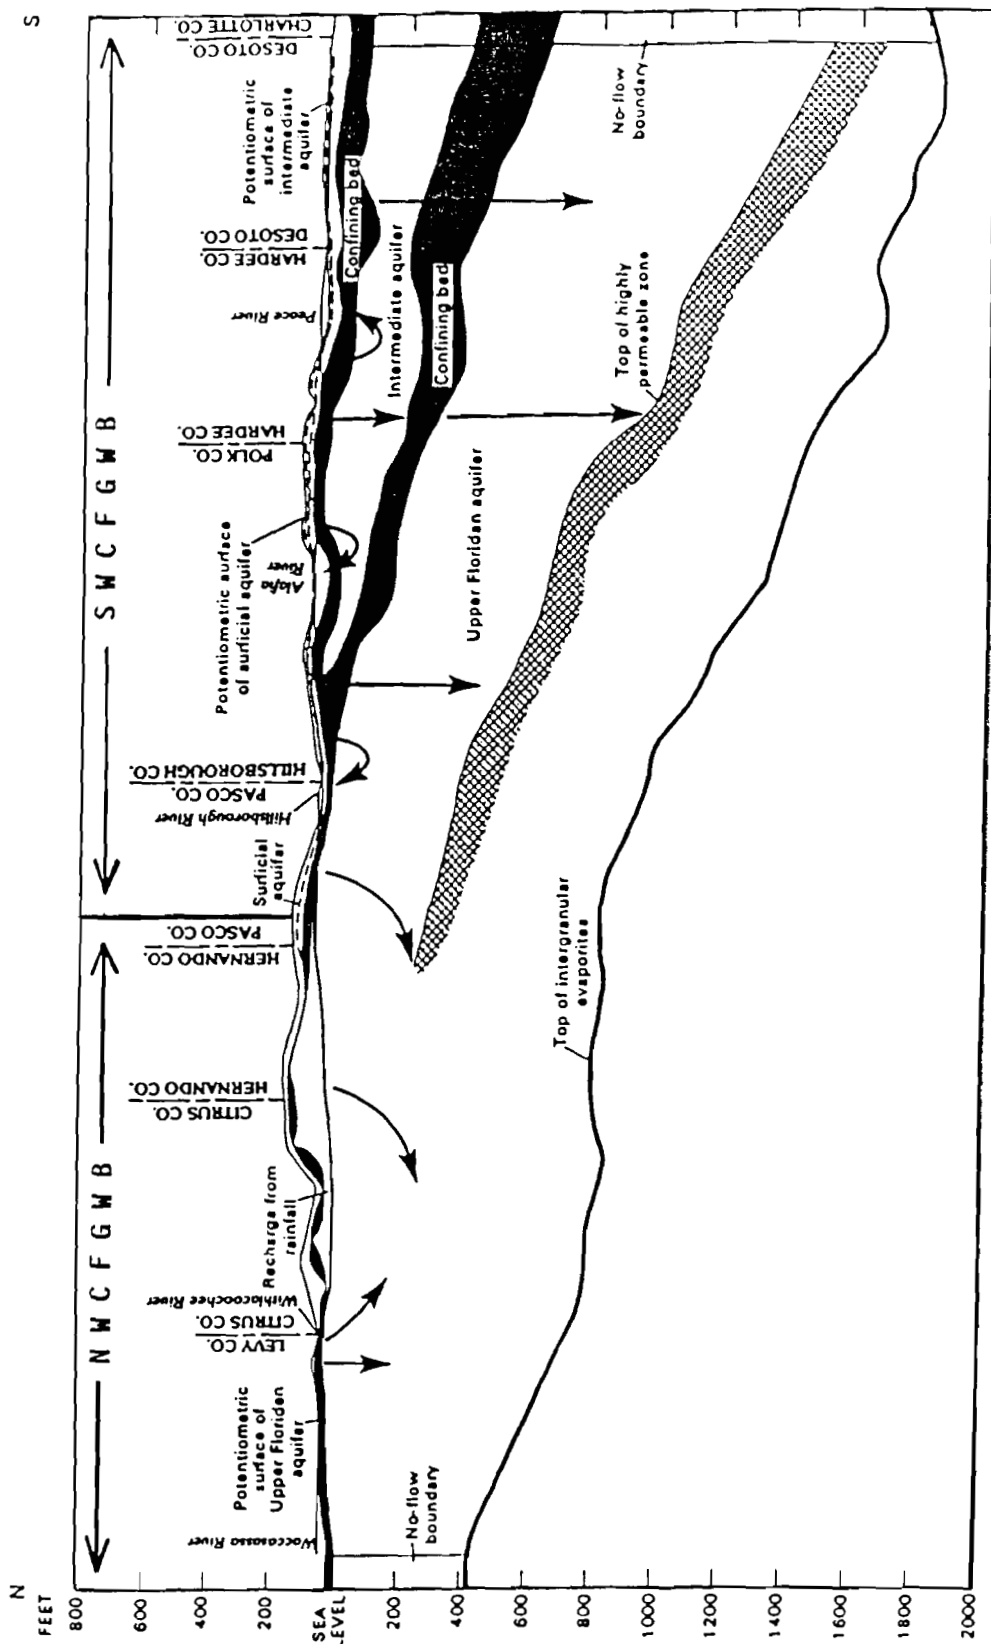 N
S
NWCFGWB
SWCFGWB
FEET
800
600
400
200
SEA
LEVEL
200
400
600
800
1000
1200
1400
1600
1800
2000
Waccasassa River
Potentiometric
surface of
Upper Floridan
aquifer
No-flow
boundary
LEVY CO.
CITRUS CO.
Withlacoochee River
Recharge from
rainfall
CITRUS CO.
HERNANDO CO.
HERNANDO CO.
PASCO CO.
Surficial
aquifer
Top of intergranular
evaporites
Hillsborough River
PASCO CO.
HILLSBOROUGH CO.
Potentiometric surface
of surficial aquifer
Alafia
River
Upper Floridan aquifer
POLK CO.
HARDEE CO.
Peace River
Intermediate aquifer
Confining bed
Confining bed
Top of highly
permeable zone
HARDEE CO.
DESOTO CO.
Potentiometric
surface of
intermediate
aquifer
No-flow
boundary
DESOTO CO.
CHARLOTTE CO.